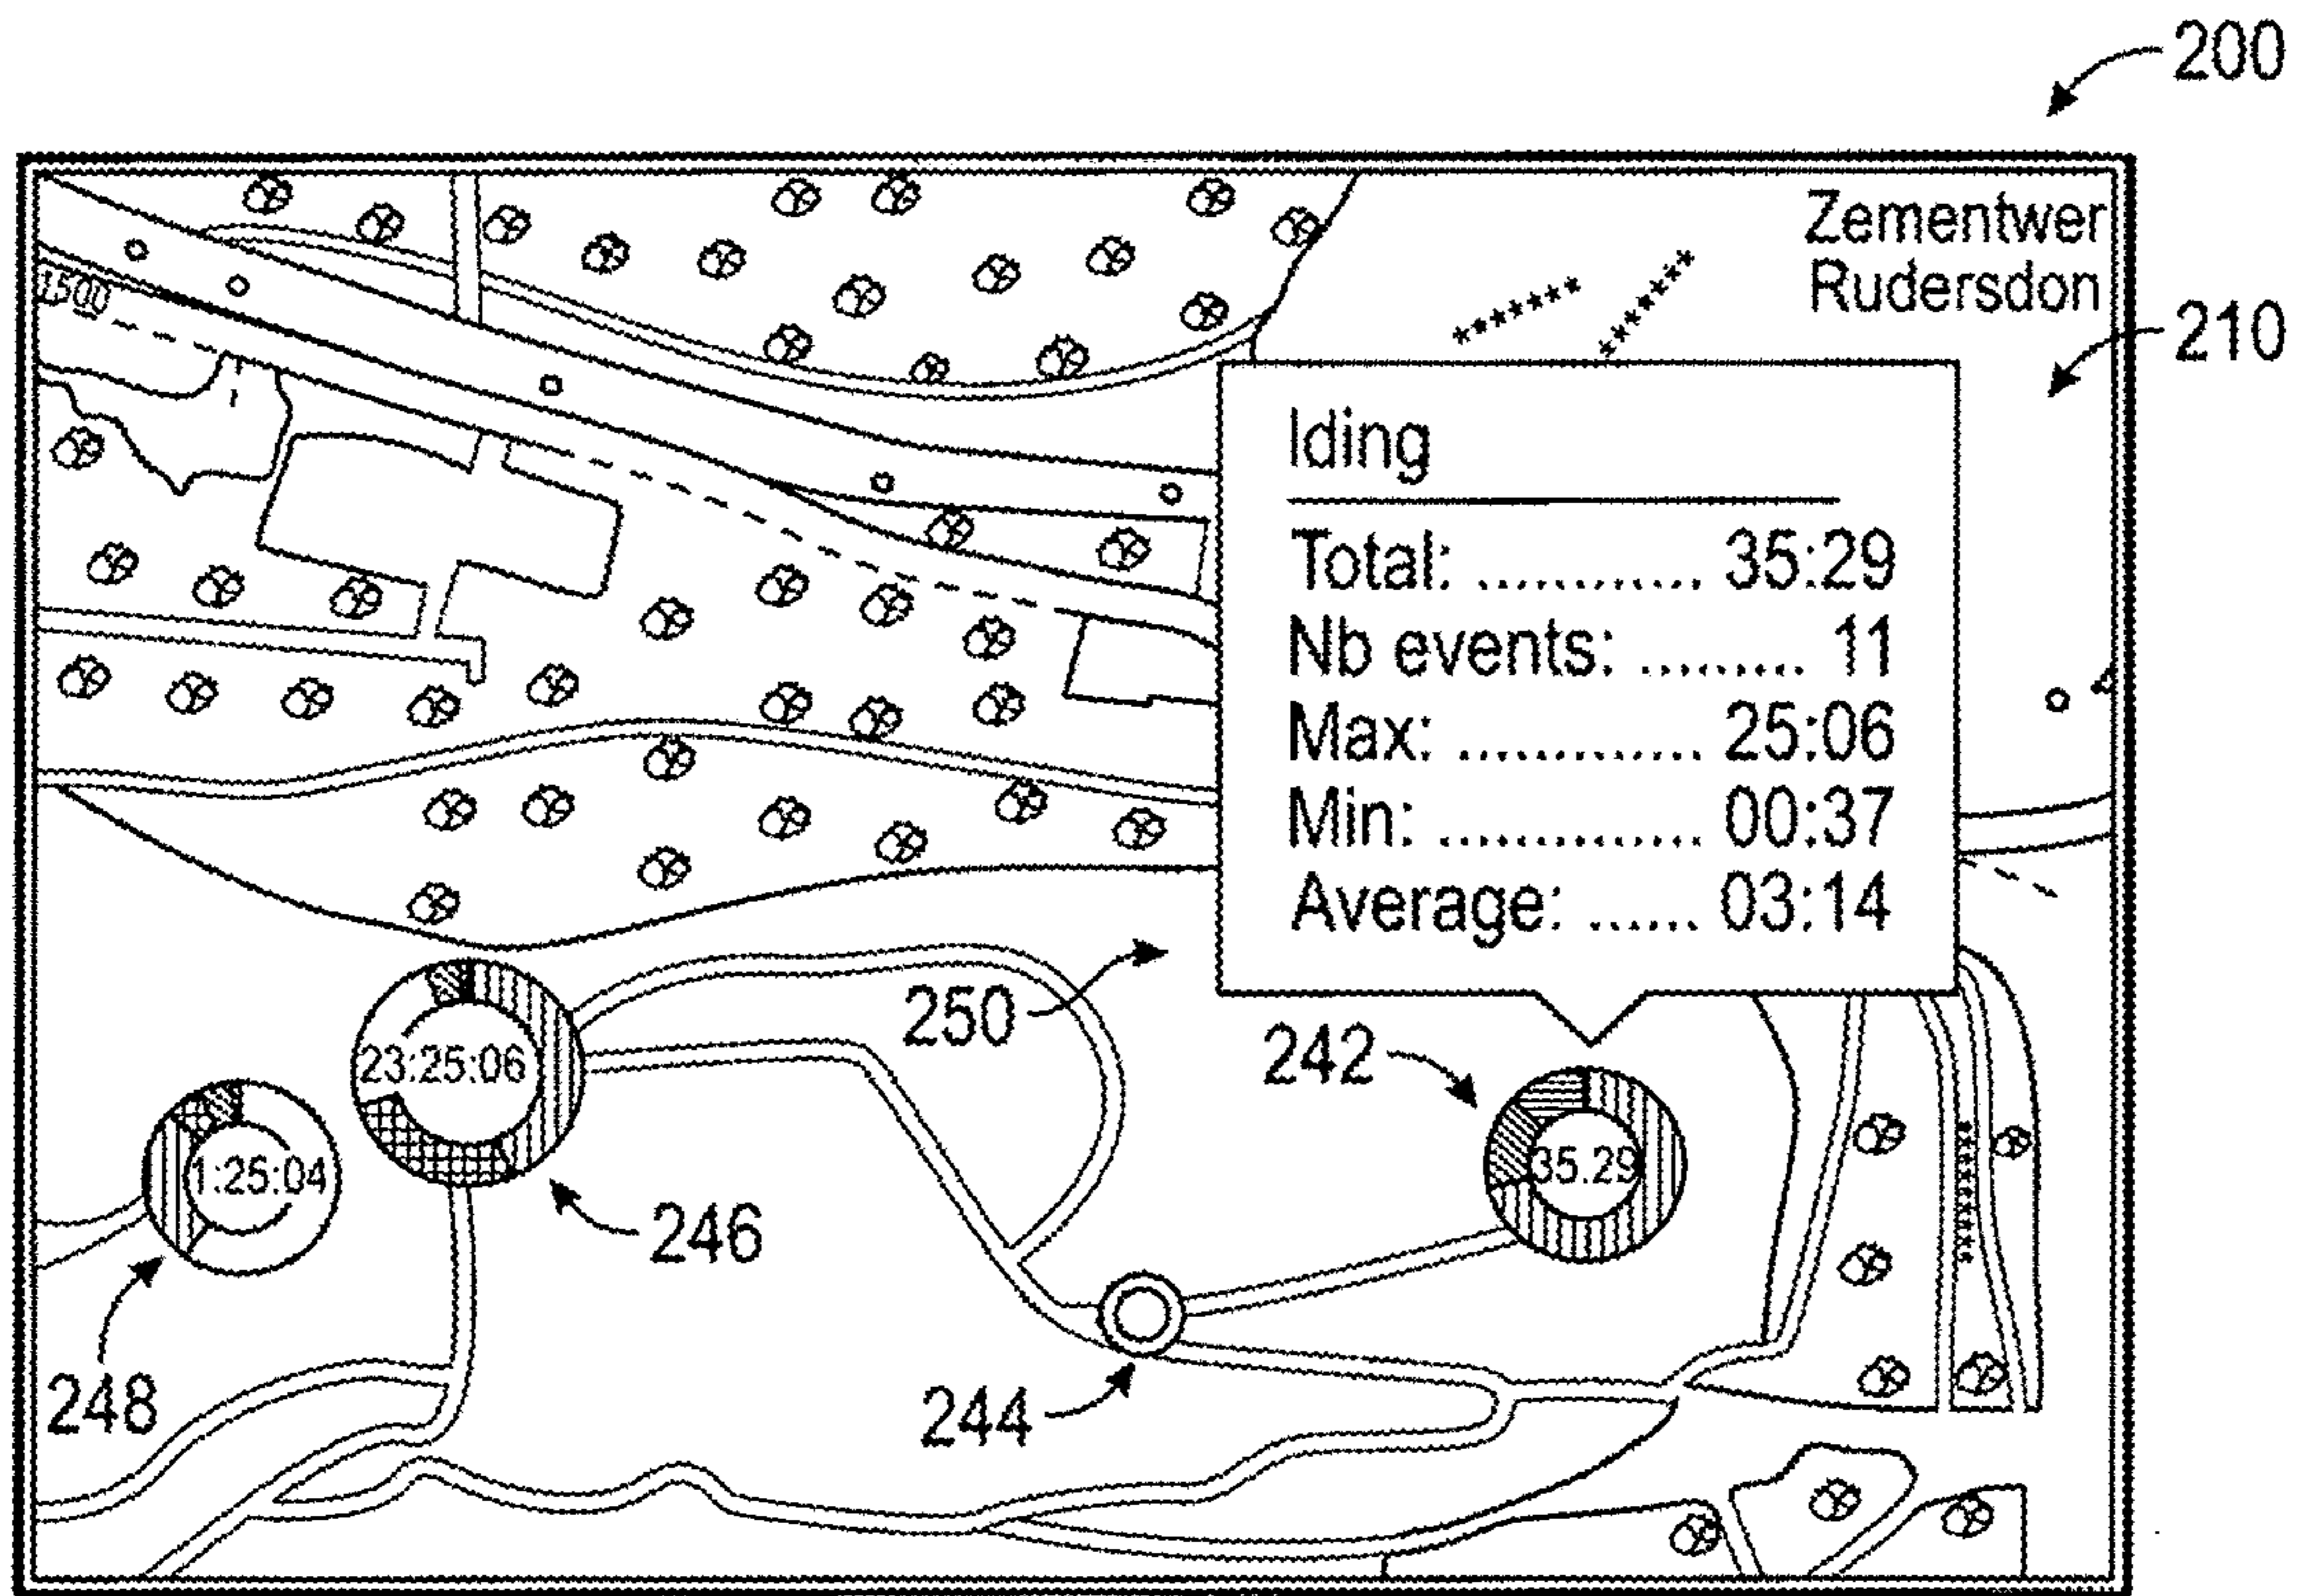 200
Zementwer
Rudersdon
1500
210
Iding
Total: ............ 35:29
Nb events: ......... 11
Max: ............. 25:06
Min: .............. 00:37
Average: ...... 03:14
250
242
23:25:06
1:25:04
35.29
246
248
244